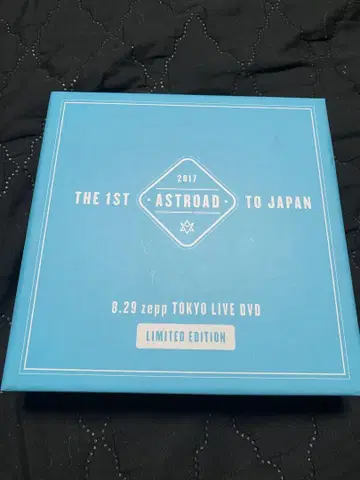 2017
THE 1ST ASTROAD TO JAPAN
8.29 zepp TOKYO LIVE DVD
LIMITED EDITION